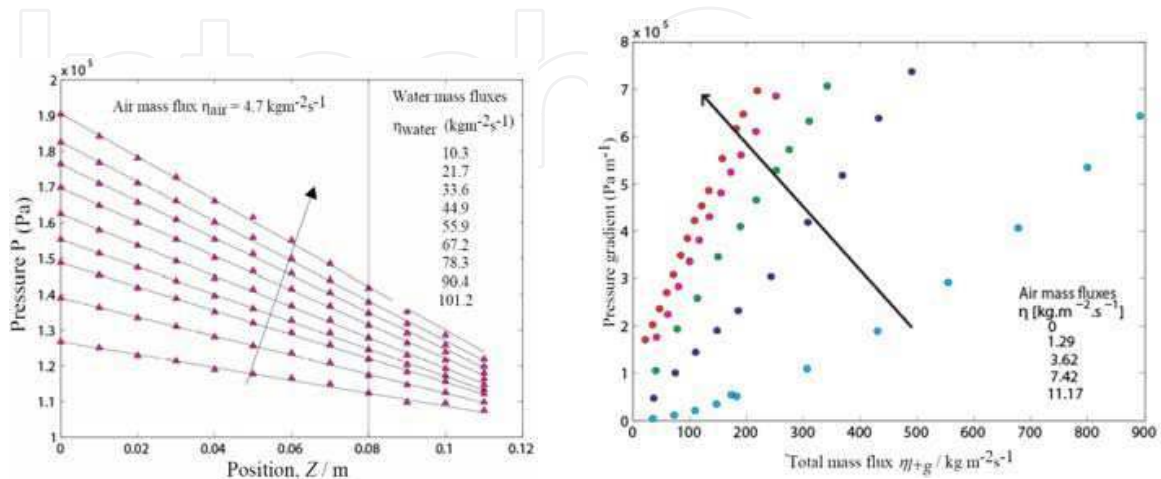 x 10⁵
2
1.9
1.8
1.7
1.6
1.5
1.4
1.3
1.2
1.1
1
Pressure P (Pa)
Air mass flux ηair = 4.7 kgm-2s-1
Water mass fluxes
ηwater (kgm-2s-1)
10.3
21.7
33.6
44.9
55.9
67.2
78.3
90.4
101.2
0 0.02 0.04 0.06 0.08 0.1 0.12
Position, Z / m
x 10⁵
8
7
6
5
4
3
2
1
0
Pressure gradient (Pa m-1)
Air mass fluxes
η [kg.m −2.s −1]
0
1.29
3.62
7.42
11.17
0 100 200 300 400 500 600 700 800 900
Total mass flux ηl+g / kg m-2s-1